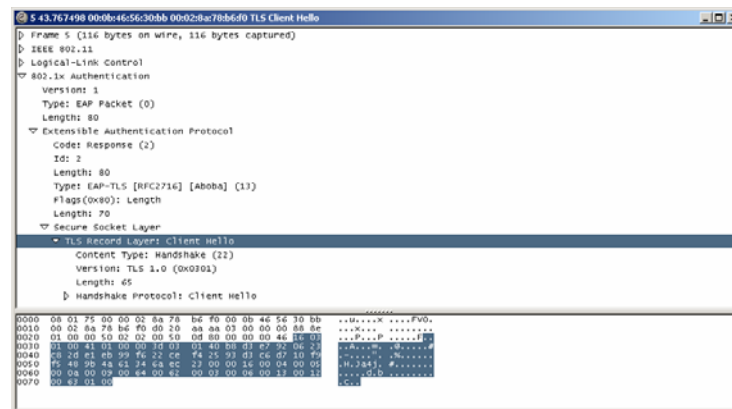 5 43.767498 00:0b:46:56:30:bb 00:02:8a:78:b6:f0 TLS Client Hello
Frame 5 (116 bytes on wire, 116 bytes captured)
IEEE 802.11
Logical-Link Control
802.1x Authentication
Version: 1
Type: EAP Packet (0)
Length: 80
Extensible Authentication Protocol
Code: Response (2)
Id: 2
Length: 80
Type: EAP-TLS [RFC2716] [Aboba] (13)
Flags(0x80): Length
Length: 70
Secure Socket Layer
TLS Record Layer: Client Hello
Content Type: Handshake (22)
Version: TLS 1.0 (0x0301)
Length: 65
Handshake Protocol: Client Hello
0000 08 01 75 00 00 02 8a 78 b6 f0 00 0b 46 56 30 bb ..u....x ....FV0.
0010 00 02 8a 78 b6 f0 d0 20 aa aa 03 00 00 00 88 8e ...x... ........
0020 01 00 00 50 02 02 00 50 0d 80 00 00 00 46 16 03 ...P...P .....F..
0030 01 00 41 01 00 00 3d 03 01 40 b8 d3 e7 92 06 23 ..A...=. .@.....#
0040 c8 2d e1 eb 99 f6 22 ce f4 25 93 d3 c6 d7 10 f9 .-....". .%......
0050 f5 48 9b 4a 61 34 6a ec 23 00 00 16 00 04 00 05 .H.Ja4j. #.......
0060 00 0a 00 09 00 64 00 62 00 03 00 06 00 13 00 12 .....d.b ........
0070 00 63 01 00 .c..